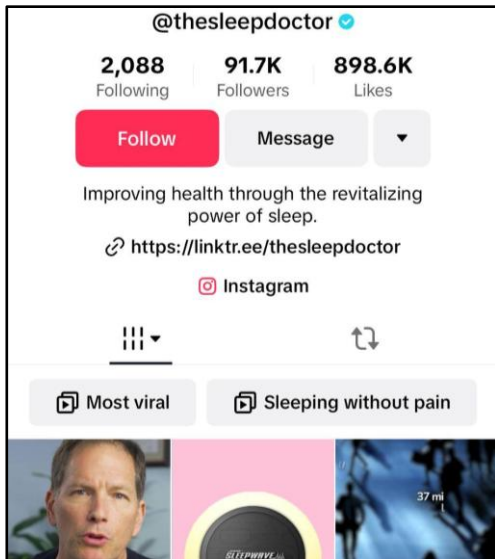 @thesleepdoctor
2,088 91.7K 898.6K
Following Followers Likes
Follow Message
Improving health through the revitalizing
power of sleep.
https://linktr.ee/thesleepdoctor
Instagram
Most viral Sleeping without pain
37 mi
SLEEPWAVE